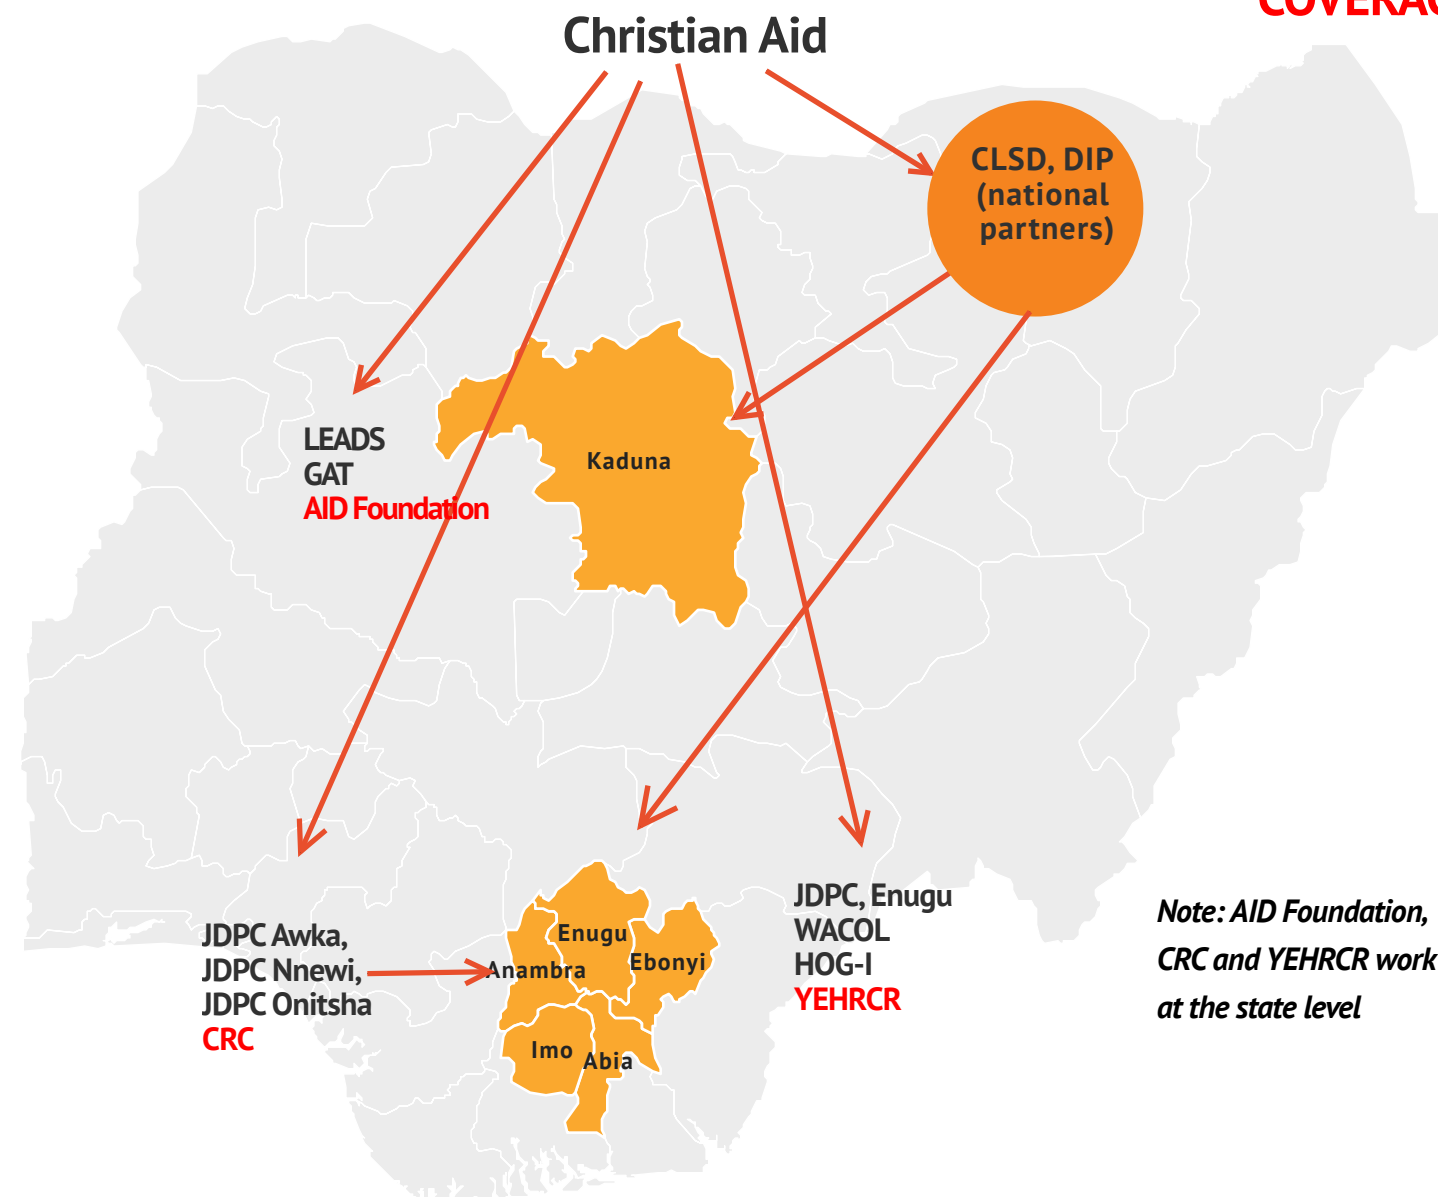 Christian Aid
CLSD, DIP
(national
partners)
LEADS
GAT
AID Foundation
Kaduna
JDPC Awka,
JDPC Nnewi,
JDPC Onitsha
CRC
Enugu
Anambra
Ebonyi
Imo
Abia
JDPC, Enugu
WACOL
HOG-I
YEHRCR
Note: AID Foundation,
CRC and YEHRCR work
at the state level